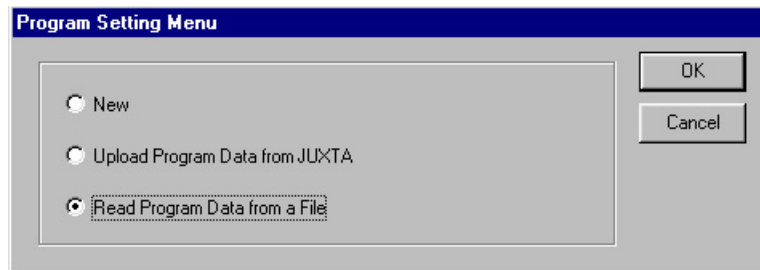 Program Setting Menu
OK
New
Cancel
Upload Program Data from JUXTA
Read Program Data from a File